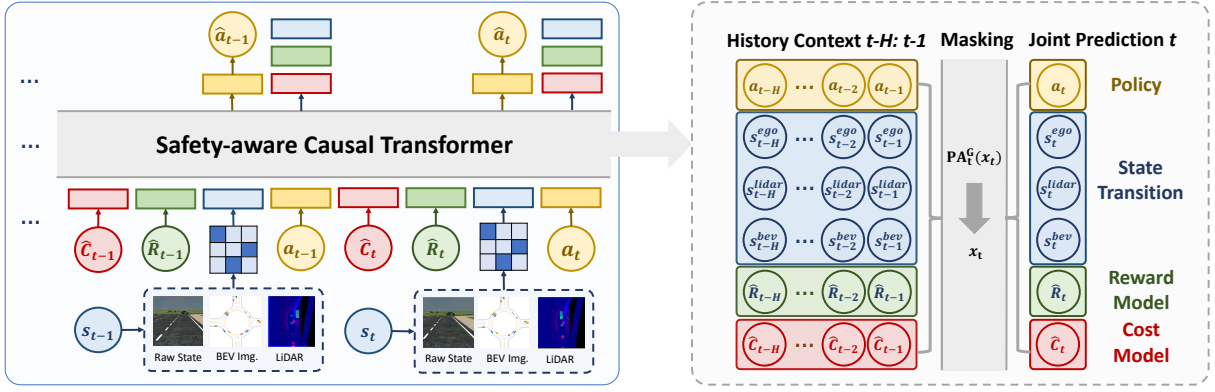 â_{t-1}
â_t
...
...
Safety-aware Causal Transformer
...
Ĉ_{t-1}
R̂_{t-1}
a_{t-1}
Ĉ_t
R̂_t
a_t
s_{t-1}
Raw State
BEV Img.
LiDAR
s_t
Raw State
BEV Img.
LiDAR
History Context t-H: t-1
Masking
Joint Prediction t
a_{t-H} ... a_{t-2} a_{t-1}
a_t
Policy
s^{ego}_{t-H} ... s^{ego}_{t-2} s^{ego}_{t-1}
s^{ego}_t
s^{lidar}_{t-H} ... s^{lidar}_{t-2} s^{lidar}_{t-1}
s^{lidar}_t
s^{bev}_{t-H} ... s^{bev}_{t-2} s^{bev}_{t-1}
s^{bev}_t
State
Transition
PA^G_t(x_t)
x_t
R̂_{t-H} ... R̂_{t-2} R̂_{t-1}
R̂_t
Reward
Model
Ĉ_{t-H} ... Ĉ_{t-2} Ĉ_{t-1}
Ĉ_t
Cost
Model